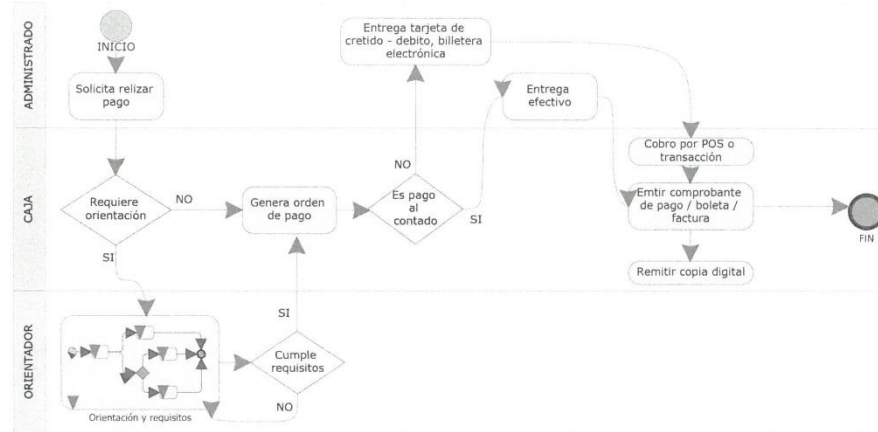 ADMINISTRADO
INICIO
Solicita relizar
pago
Entrega tarjeta de
cretido - debito, billetera
electrónica
Entrega
efectivo
CAJA
Requiere
orientación
NO
SI
Genera orden
de pago
Es pago
al
contado
NO
SI
Cobro por POS o
transacción
Emtir comprobante
de pago / boleta /
factura
Remitir copia digital
FIN
ORIENTADOR
Orientación y requisitos
Cumple
requisitos
SI
NO